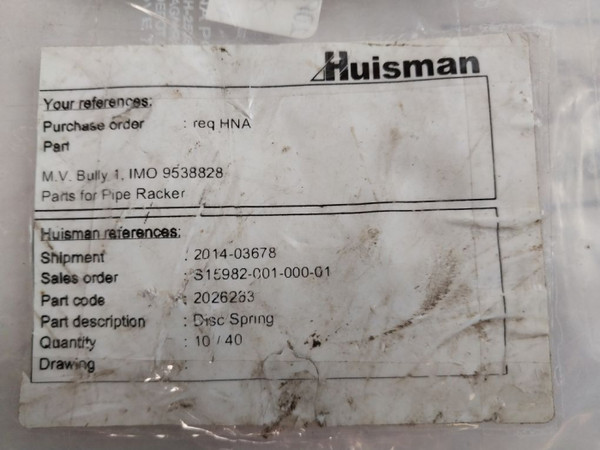 Huisman
Your references:
Purchase order : req HNA
Part
M.V. Bully 1, IMO 9538828
Parts for Pipe Racker
Huisman references:
Shipment : 2014-03678
Sales order : S15982-001-000-01
Part code : 2026233
Part description : Disc Spring
Quantity : 10 / 40
Drawing :